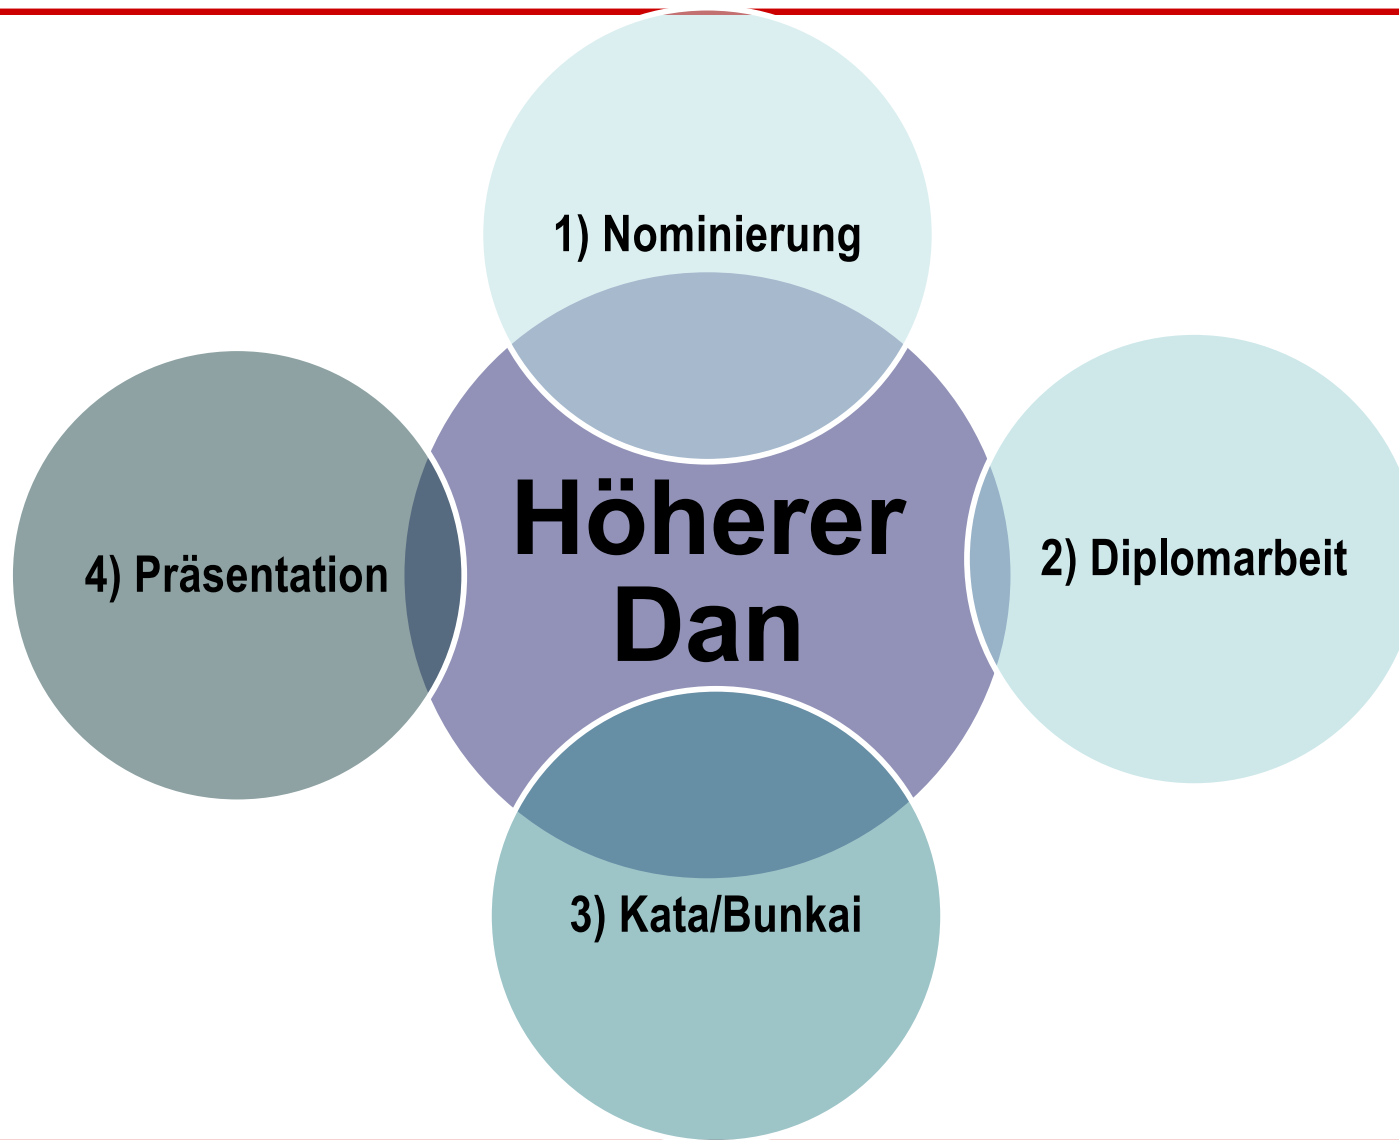 1) Nominierung
Höherer
Dan
2) Diplomarbeit
3) Kata/Bunkai
4) Präsentation